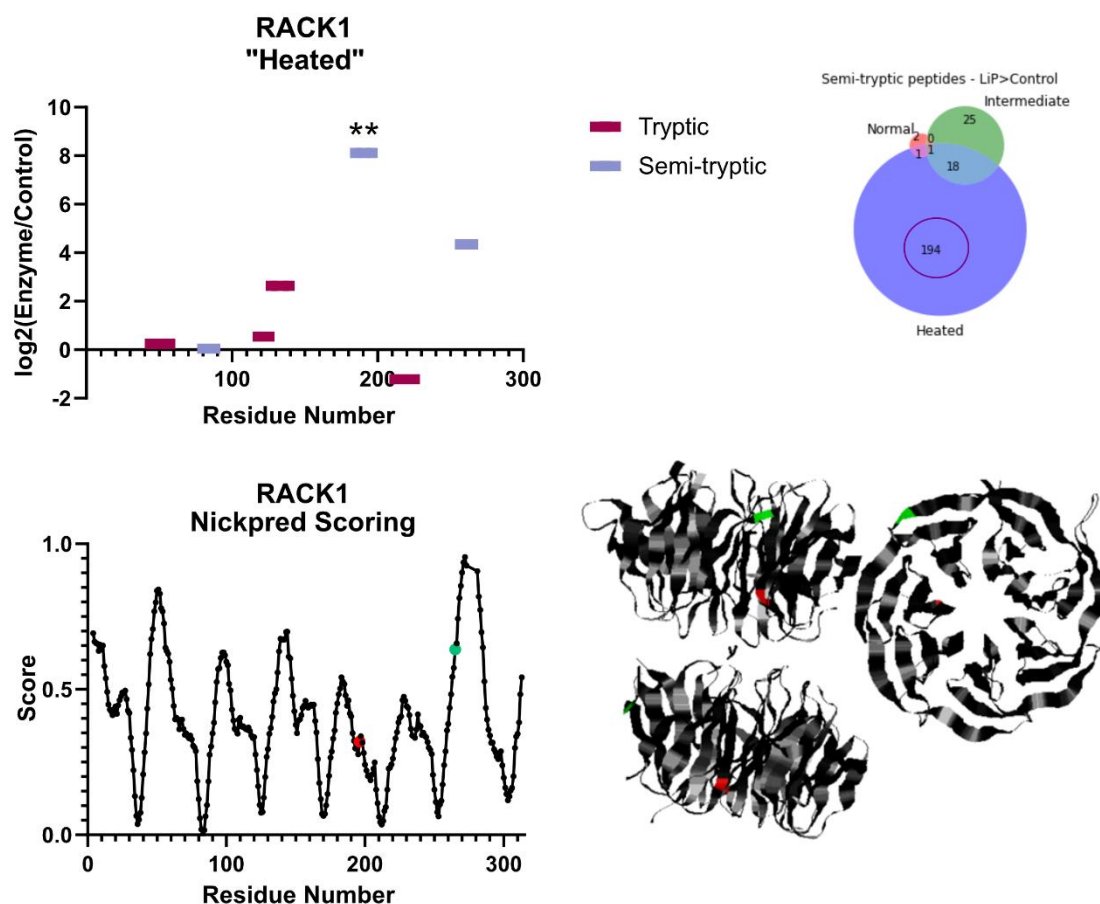 RACK1
"Heated"
log2(Enzyme/Control)
10
8
6
4
2
0
-2
**
100
200
300
Residue Number
Tryptic
Semi-tryptic
Semi-tryptic peptides - LiP>Control
Intermediate
Normal
25
2
0
1
1
18
194
Heated
RACK1
Nickpred Scoring
Score
1.0
0.5
0.0
0
100
200
300
Residue Number